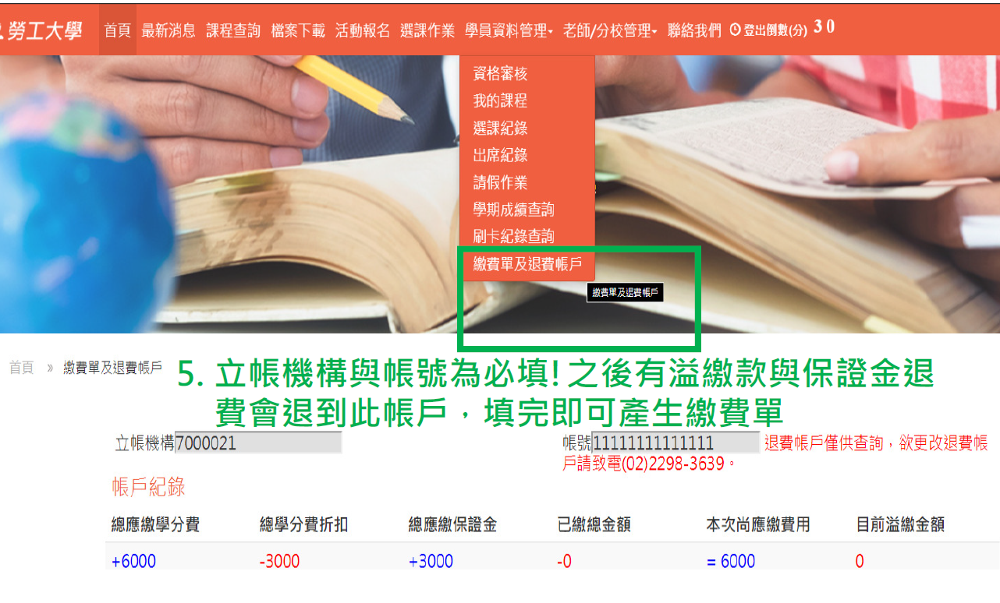 勞工大學 首頁 最新消息 課程查詢 檔案下載 活動報名 選課作業 學員資料管理 老師/分校管理 聯絡我們 登出倒數(分) 30
資格審核
我的課程
選課紀錄
出席紀錄
請假作業
學期成績查詢
刷卡紀錄查詢
繳費單及退費帳戶
繳費單及退費帳戶
首頁 » 繳費單及退費帳戶
5. 立帳機構與帳號為必填!之後有溢繳款與保證金退
費會退到此帳戶，填完即可產生繳費單
立帳機構 7000021 帳號 11111111111111 退費帳戶僅供查詢，欲更改退費帳
戶請致電(02)2298-3639。
帳戶紀錄
總應繳學分費 總學分費折扣 總應繳保證金 已繳總金額 本次尚應繳費用 目前溢繳金額
+6000 -3000 +3000 -0 = 6000 0